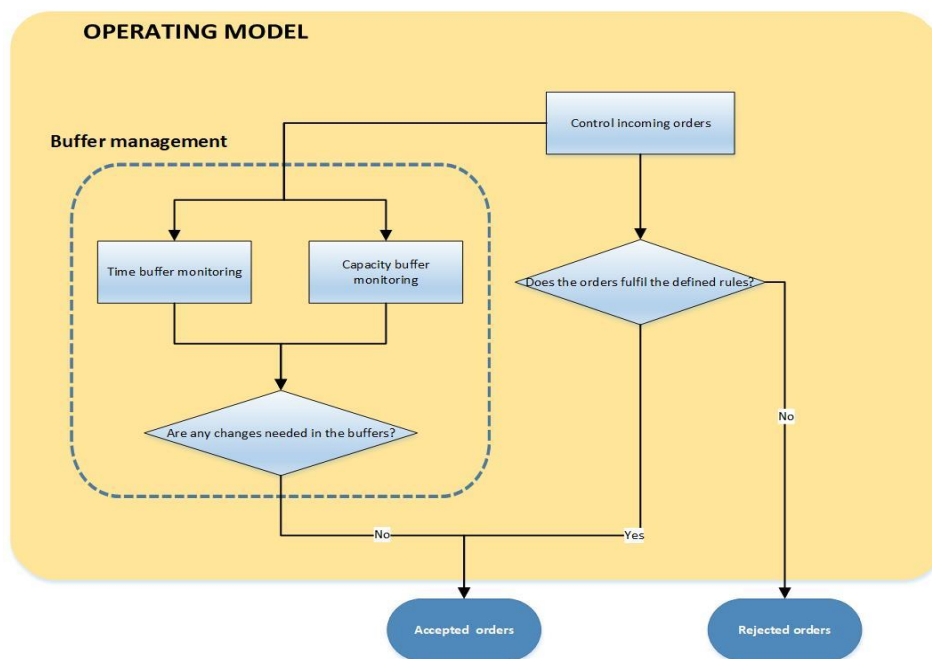 OPERATING MODEL
Control incoming orders
Buffer management
Time buffer monitoring
Capacity buffer
monitoring
Does the orders fulfil the defined rules?
Are any changes needed in the buffers?
No
No
Yes
Accepted orders
Rejected orders